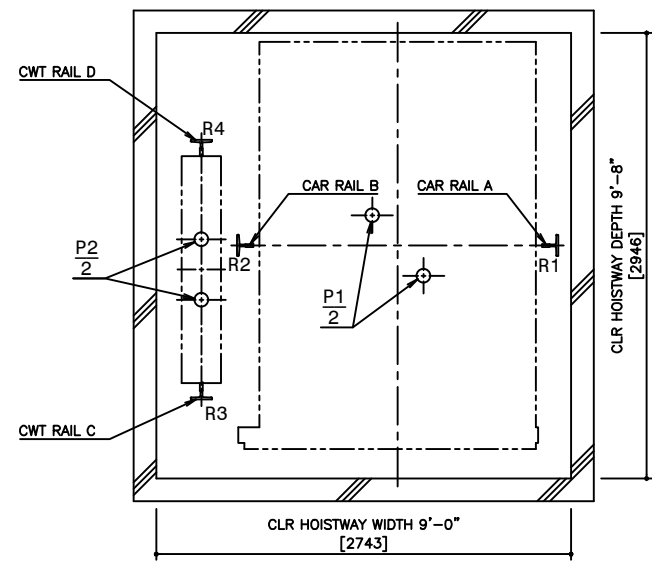 CWT RAIL D
R4
CAR RAIL B
CAR RAIL A
P2
2
R2
R1
P1
2
R3
CWT RAIL C
CLR HOISTWAY DEPTH 9'-8"
[2946]
CLR HOISTWAY WIDTH 9'-0"
[2743]